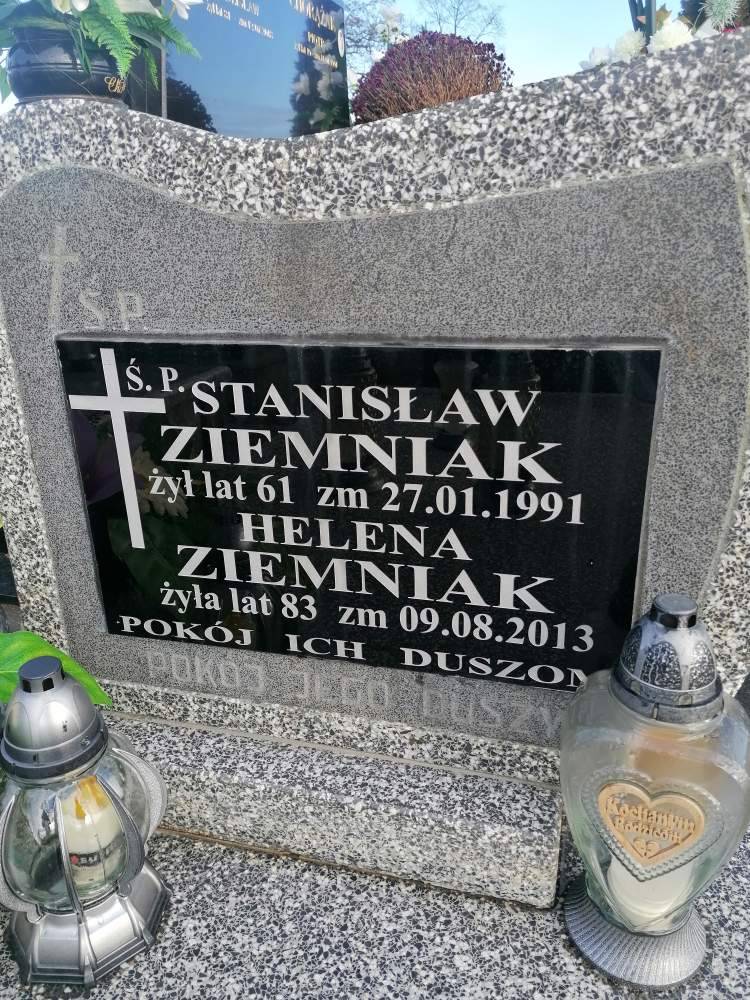 Ś. P.
Ś. P. STANISŁAW
ZIEMNIAK
żył lat 61 zm 27.01.1991
HELENA
ZIEMNIAK
żyła lat 83 zm 09.08.2013
POKÓJ ICH DUSZOM
POKÓJ JEGO DUSZY
Kochanym
Rodzicom